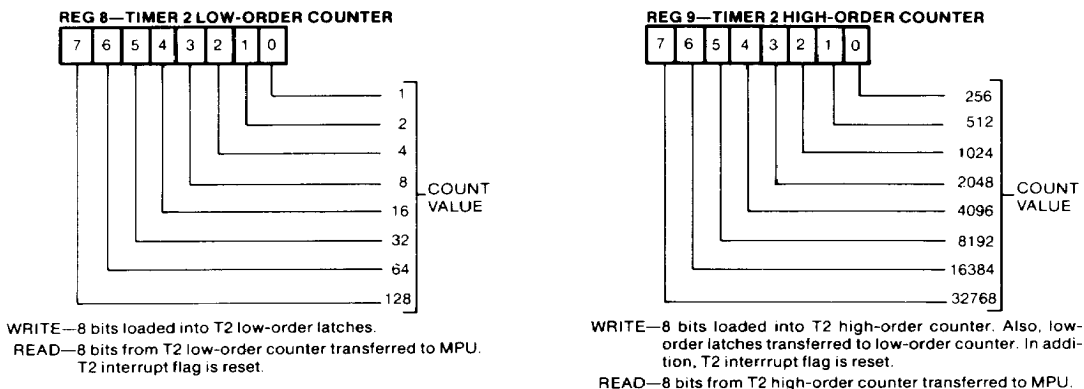 REG 8—TIMER 2 LOW-ORDER COUNTER
7 6 5 4 3 2 1 0
1
2
4
8
16
32
64
128
COUNT
VALUE
WRITE—8 bits loaded into T2 low-order latches.
READ—8 bits from T2 low-order counter transferred to MPU.
T2 interrupt flag is reset.
REG 9—TIMER 2 HIGH-ORDER COUNTER
7 6 5 4 3 2 1 0
256
512
1024
2048
4096
8192
16384
32768
COUNT
VALUE
WRITE—8 bits loaded into T2 high-order counter. Also, low-
order latches transferred to low-order counter. In addi-
tion, T2 interrrupt flag is reset.
READ—8 bits from T2 high-order counter transferred to MPU.